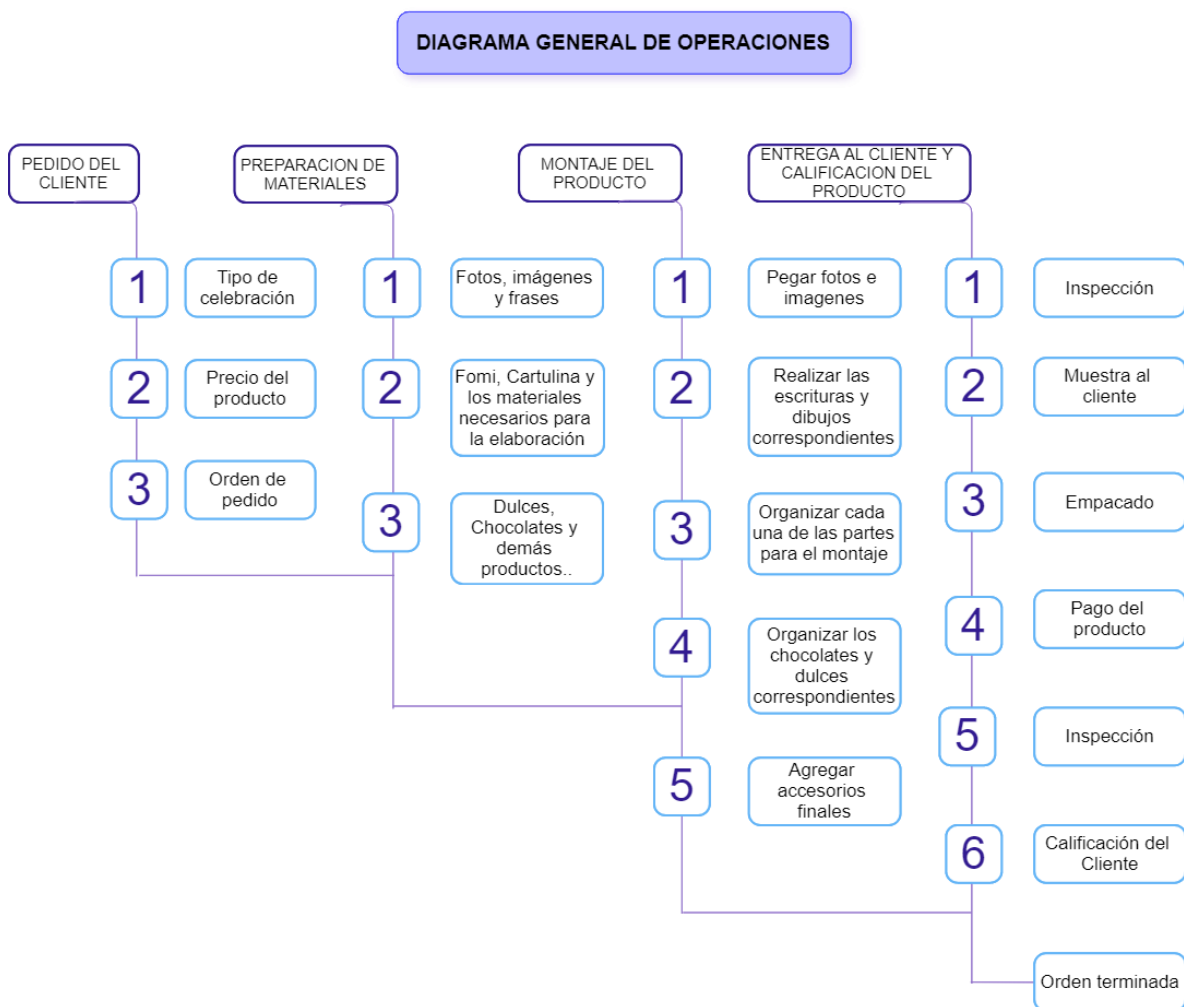 DIAGRAMA GENERAL DE OPERACIONES
PEDIDO DEL
CLIENTE
1
Tipo de
celebración
2
Precio del
producto
3
Orden de
pedido
PREPARACION DE
MATERIALES
1
Fotos, imágenes
y frases
2
Fomi, Cartulina y
los materiales
necesarios para
la elaboración
3
Dulces,
Chocolates y
demás
productos..
MONTAJE DEL
PRODUCTO
1
Pegar fotos e
imagenes
2
Realizar las
escrituras y
dibujos
correspondientes
3
Organizar cada
una de las partes
para el montaje
4
Organizar los
chocolates y
dulces
correspondientes
5
Agregar
accesorios
finales
ENTREGA AL CLIENTE Y
CALIFICACION DEL
PRODUCTO
1
Inspección
2
Muestra al
cliente
3
Empacado
4
Pago del
producto
5
Inspección
6
Calificación del
Cliente
Orden terminada